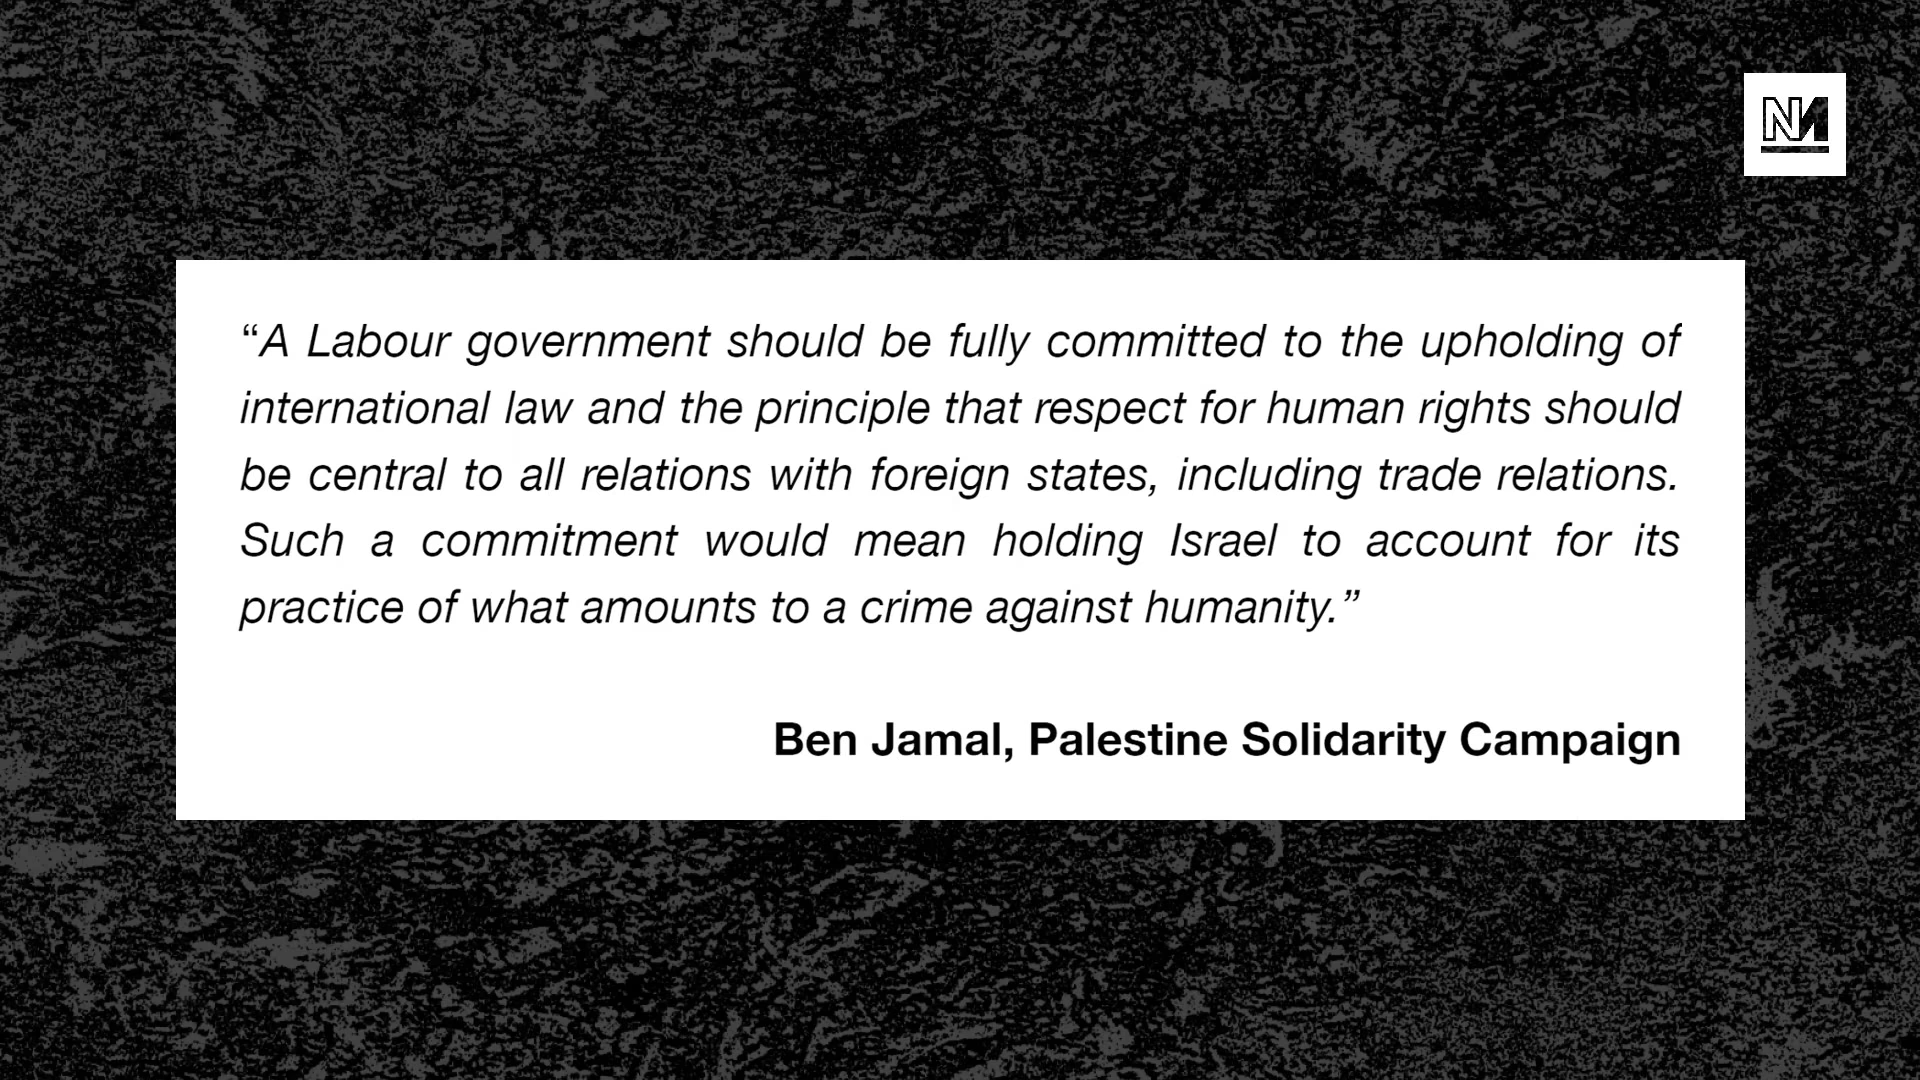 NM
“A Labour government should be fully committed to the upholding of
international law and the principle that respect for human rights should
be central to all relations with foreign states, including trade relations.
Such a commitment would mean holding Israel to account for its
practice of what amounts to a crime against humanity.”
Ben Jamal, Palestine Solidarity Campaign